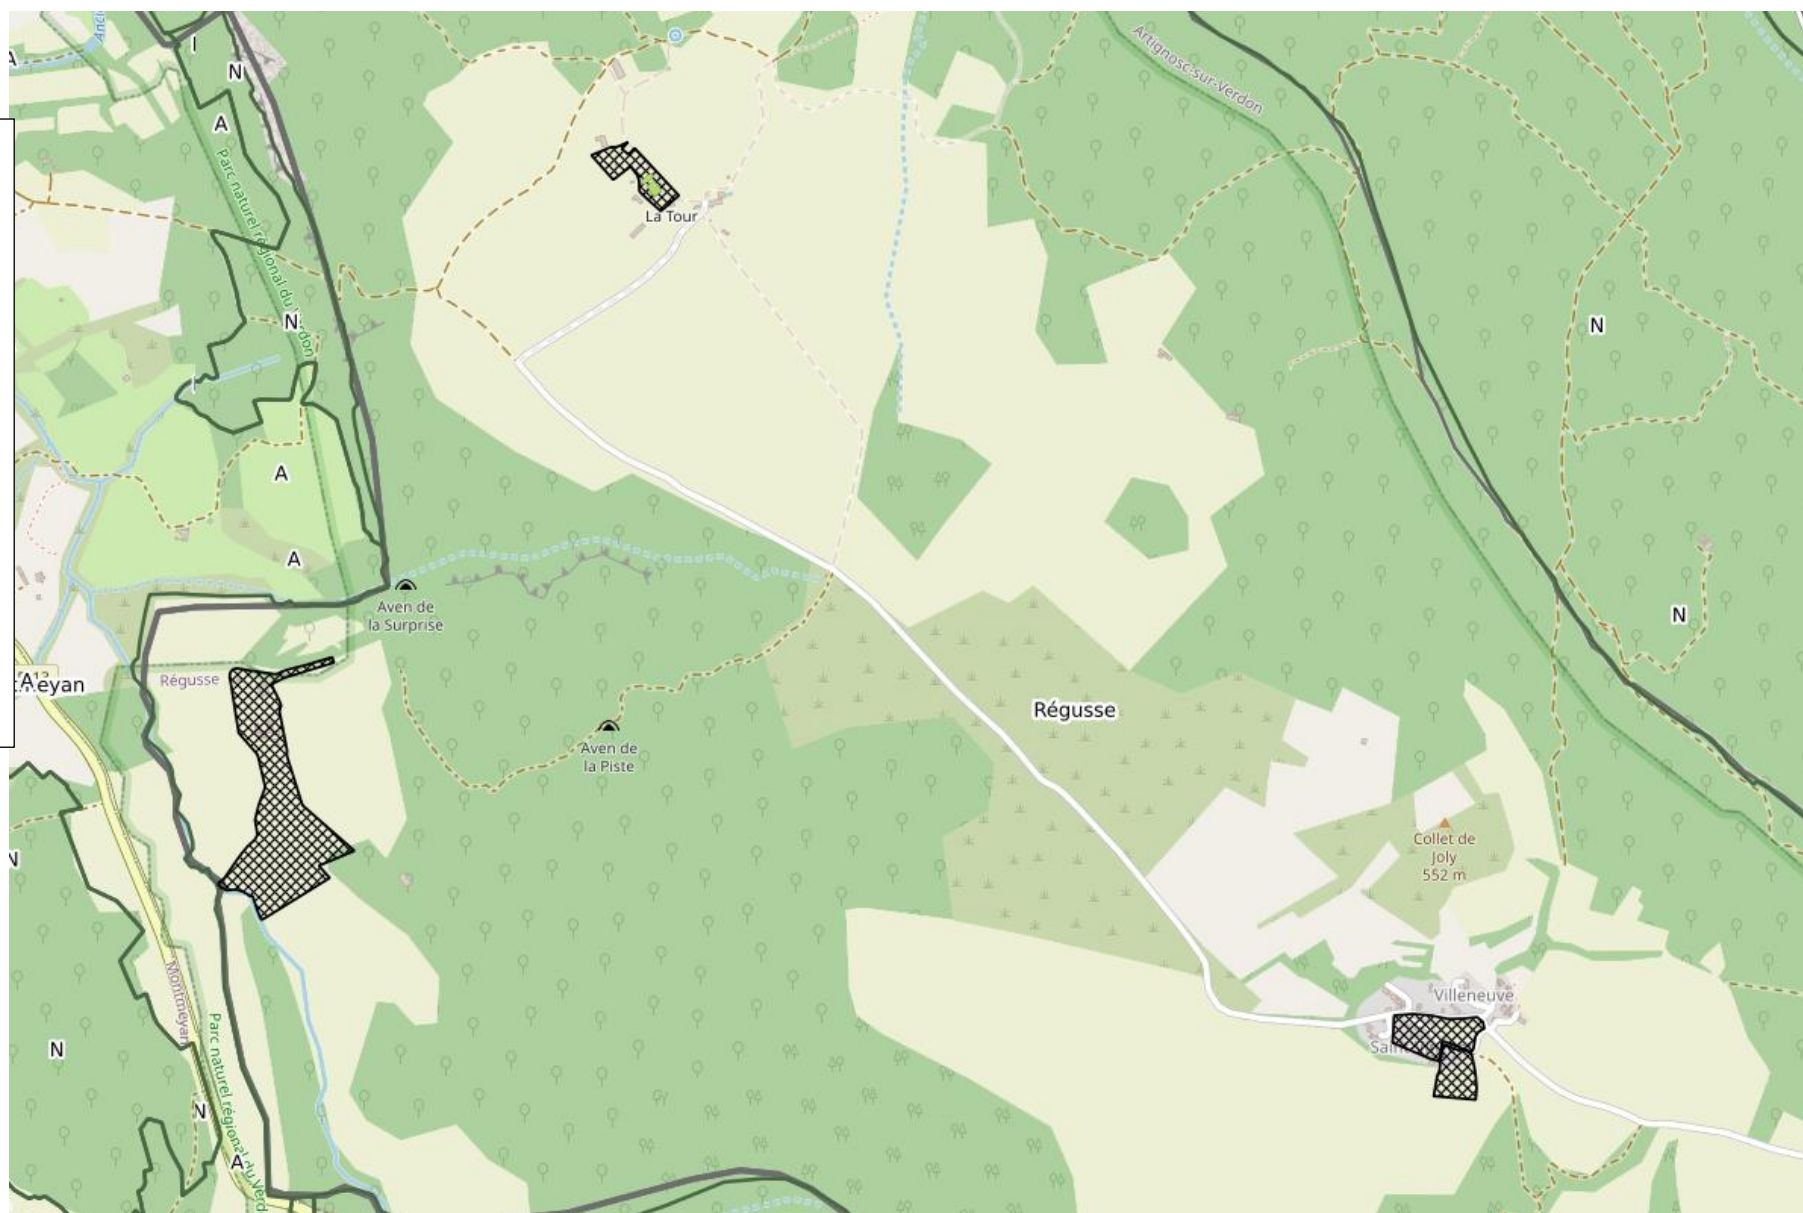 I
N
A
A
Artignosc-sur-Verdon
Parc naturel régional du Verdon
La Tour
N
N
A
A
Aven de
la Surprise
N
A
Régusse
Régusse
Aven de
la Piste
Collet de
Joly
552 m
N
Villeneuve
Montmeyan
N
Parc naturel régional du Verd
N
A